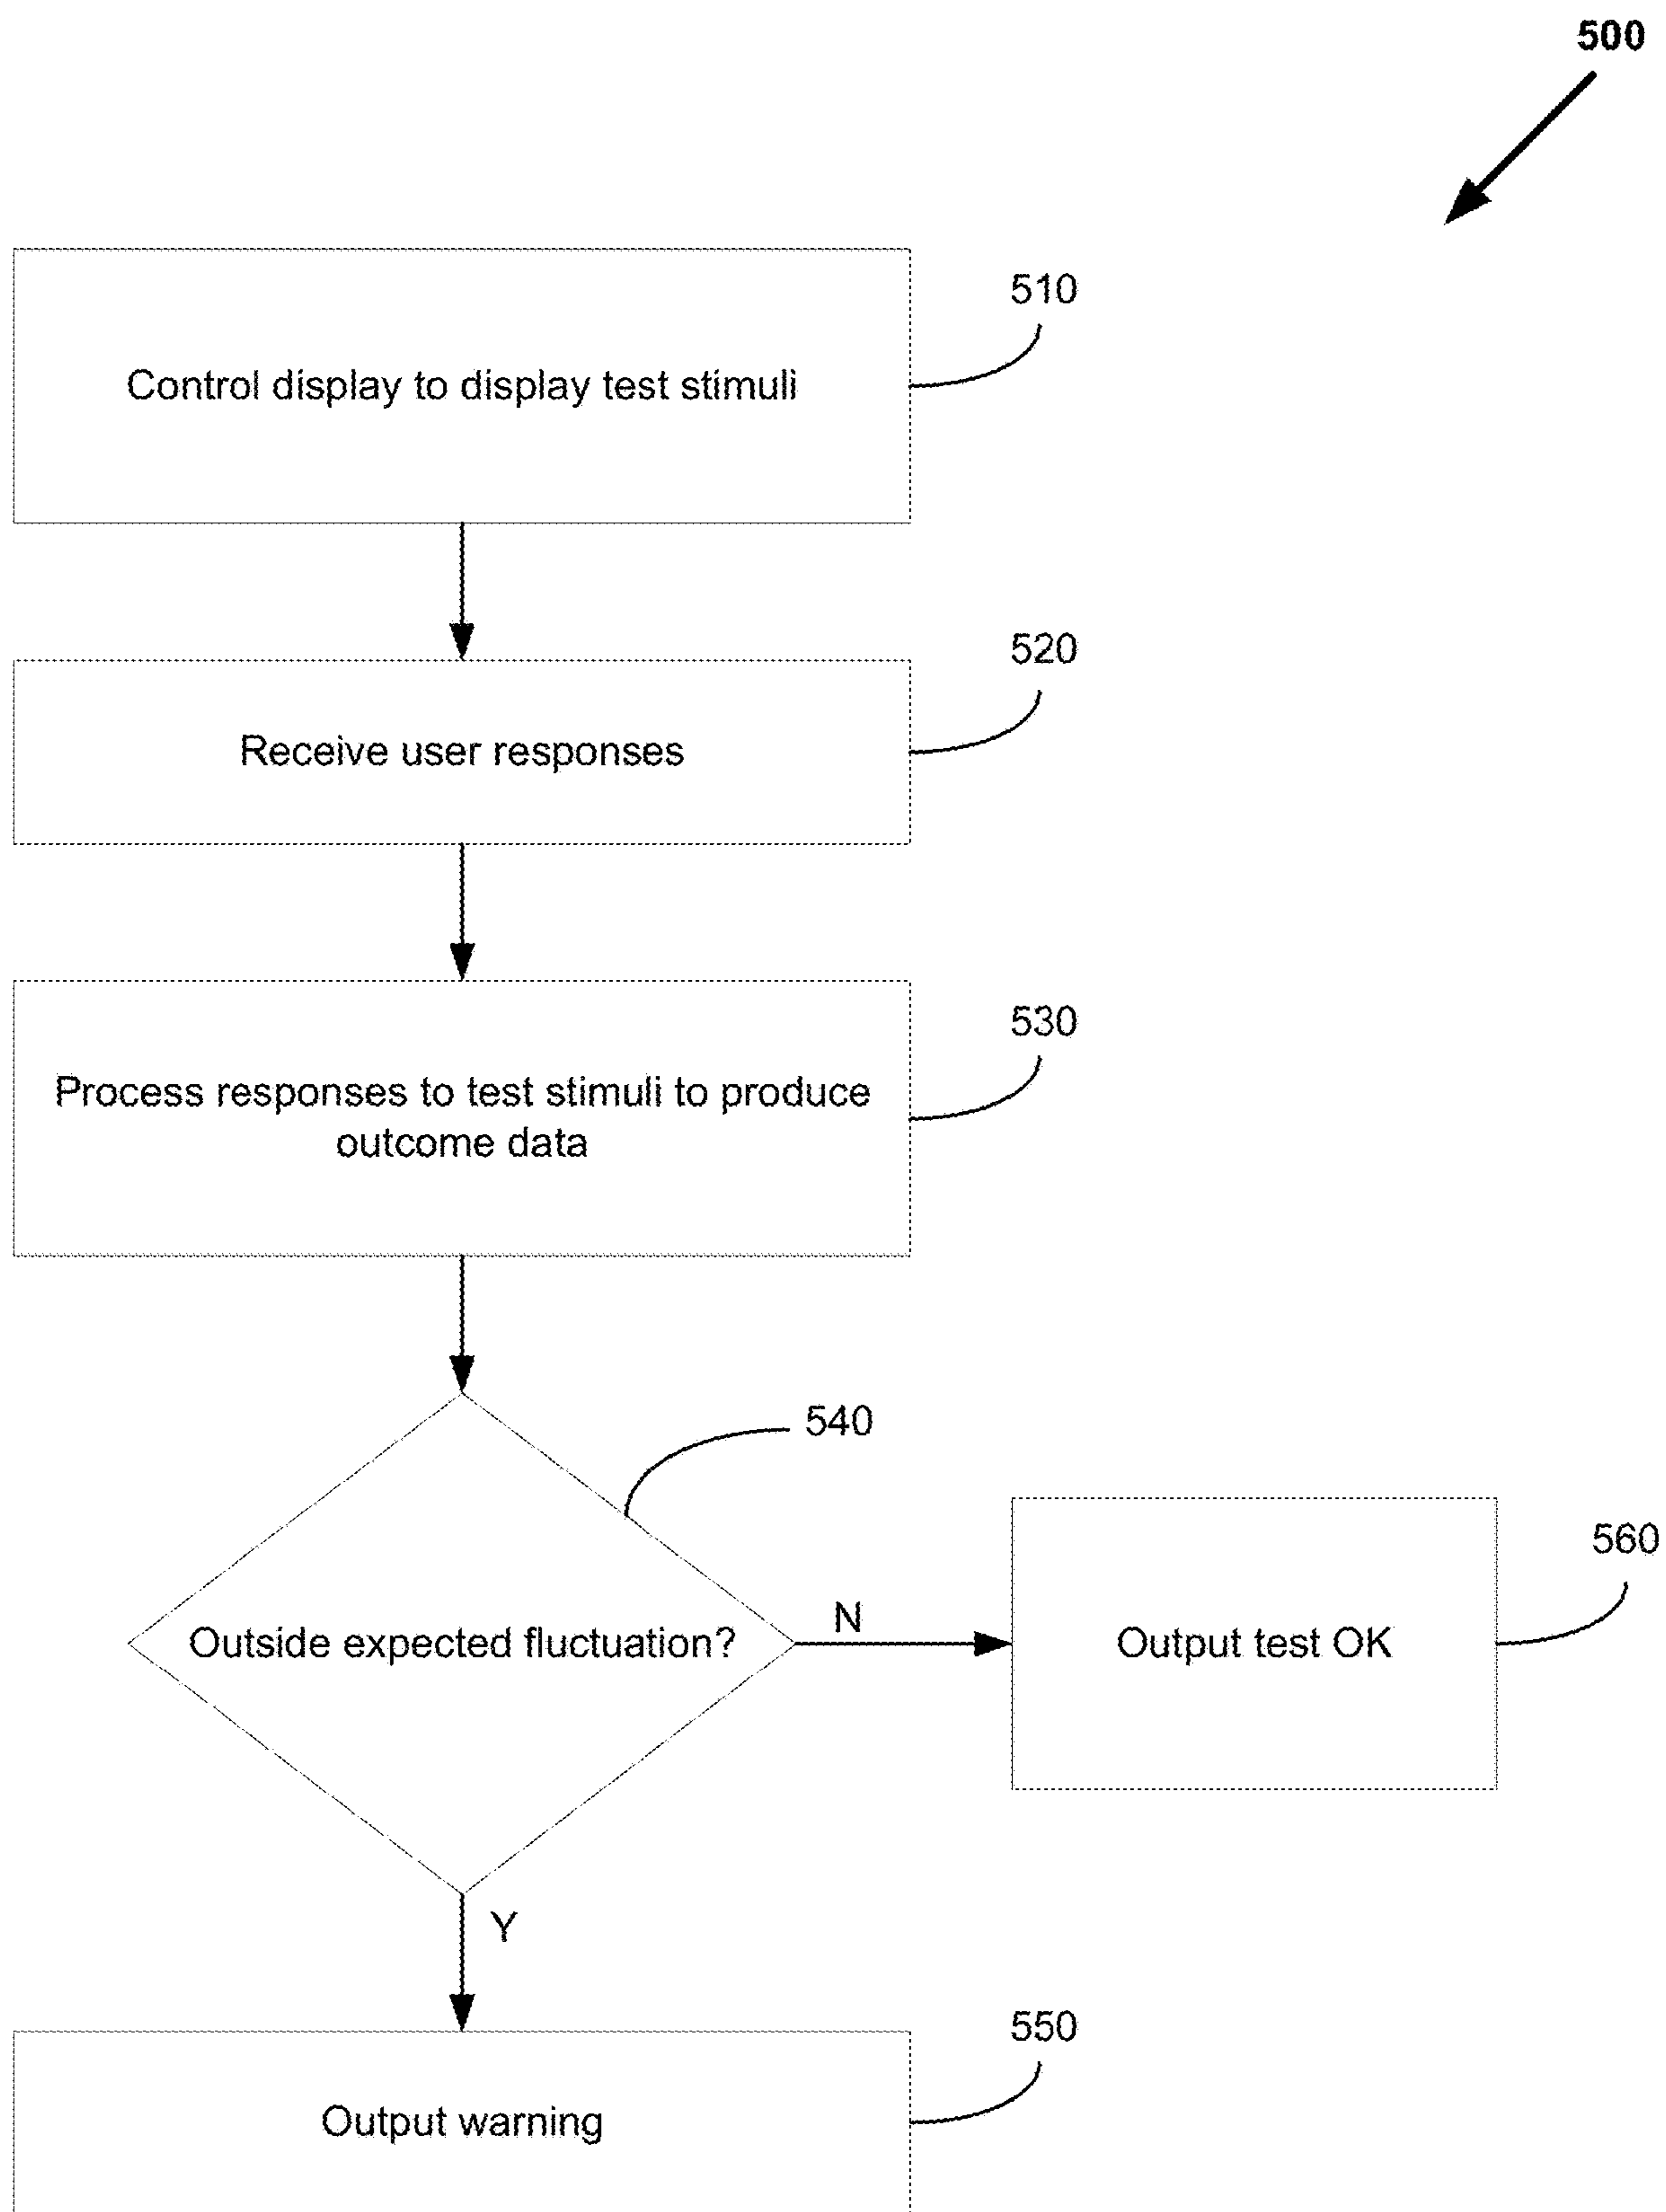 500
510
Control display to display test stimuli
520
Receive user responses
530
Process responses to test stimuli to produce
outcome data
540
Outside expected fluctuation?
N
560
Output test OK
Y
550
Output warning